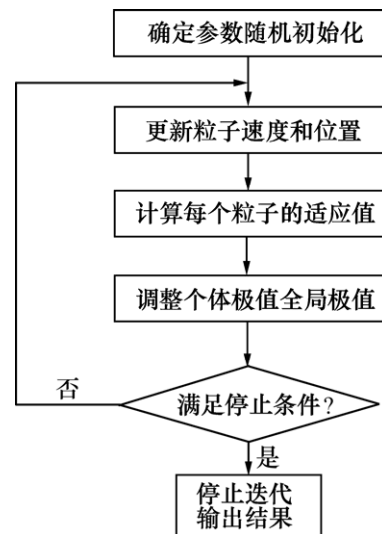 确定参数随机初始化
更新粒子速度和位置
计算每个粒子的适应值
调整个体极值全局极值
否
满足停止条件?
是
停止迭代
输出结果